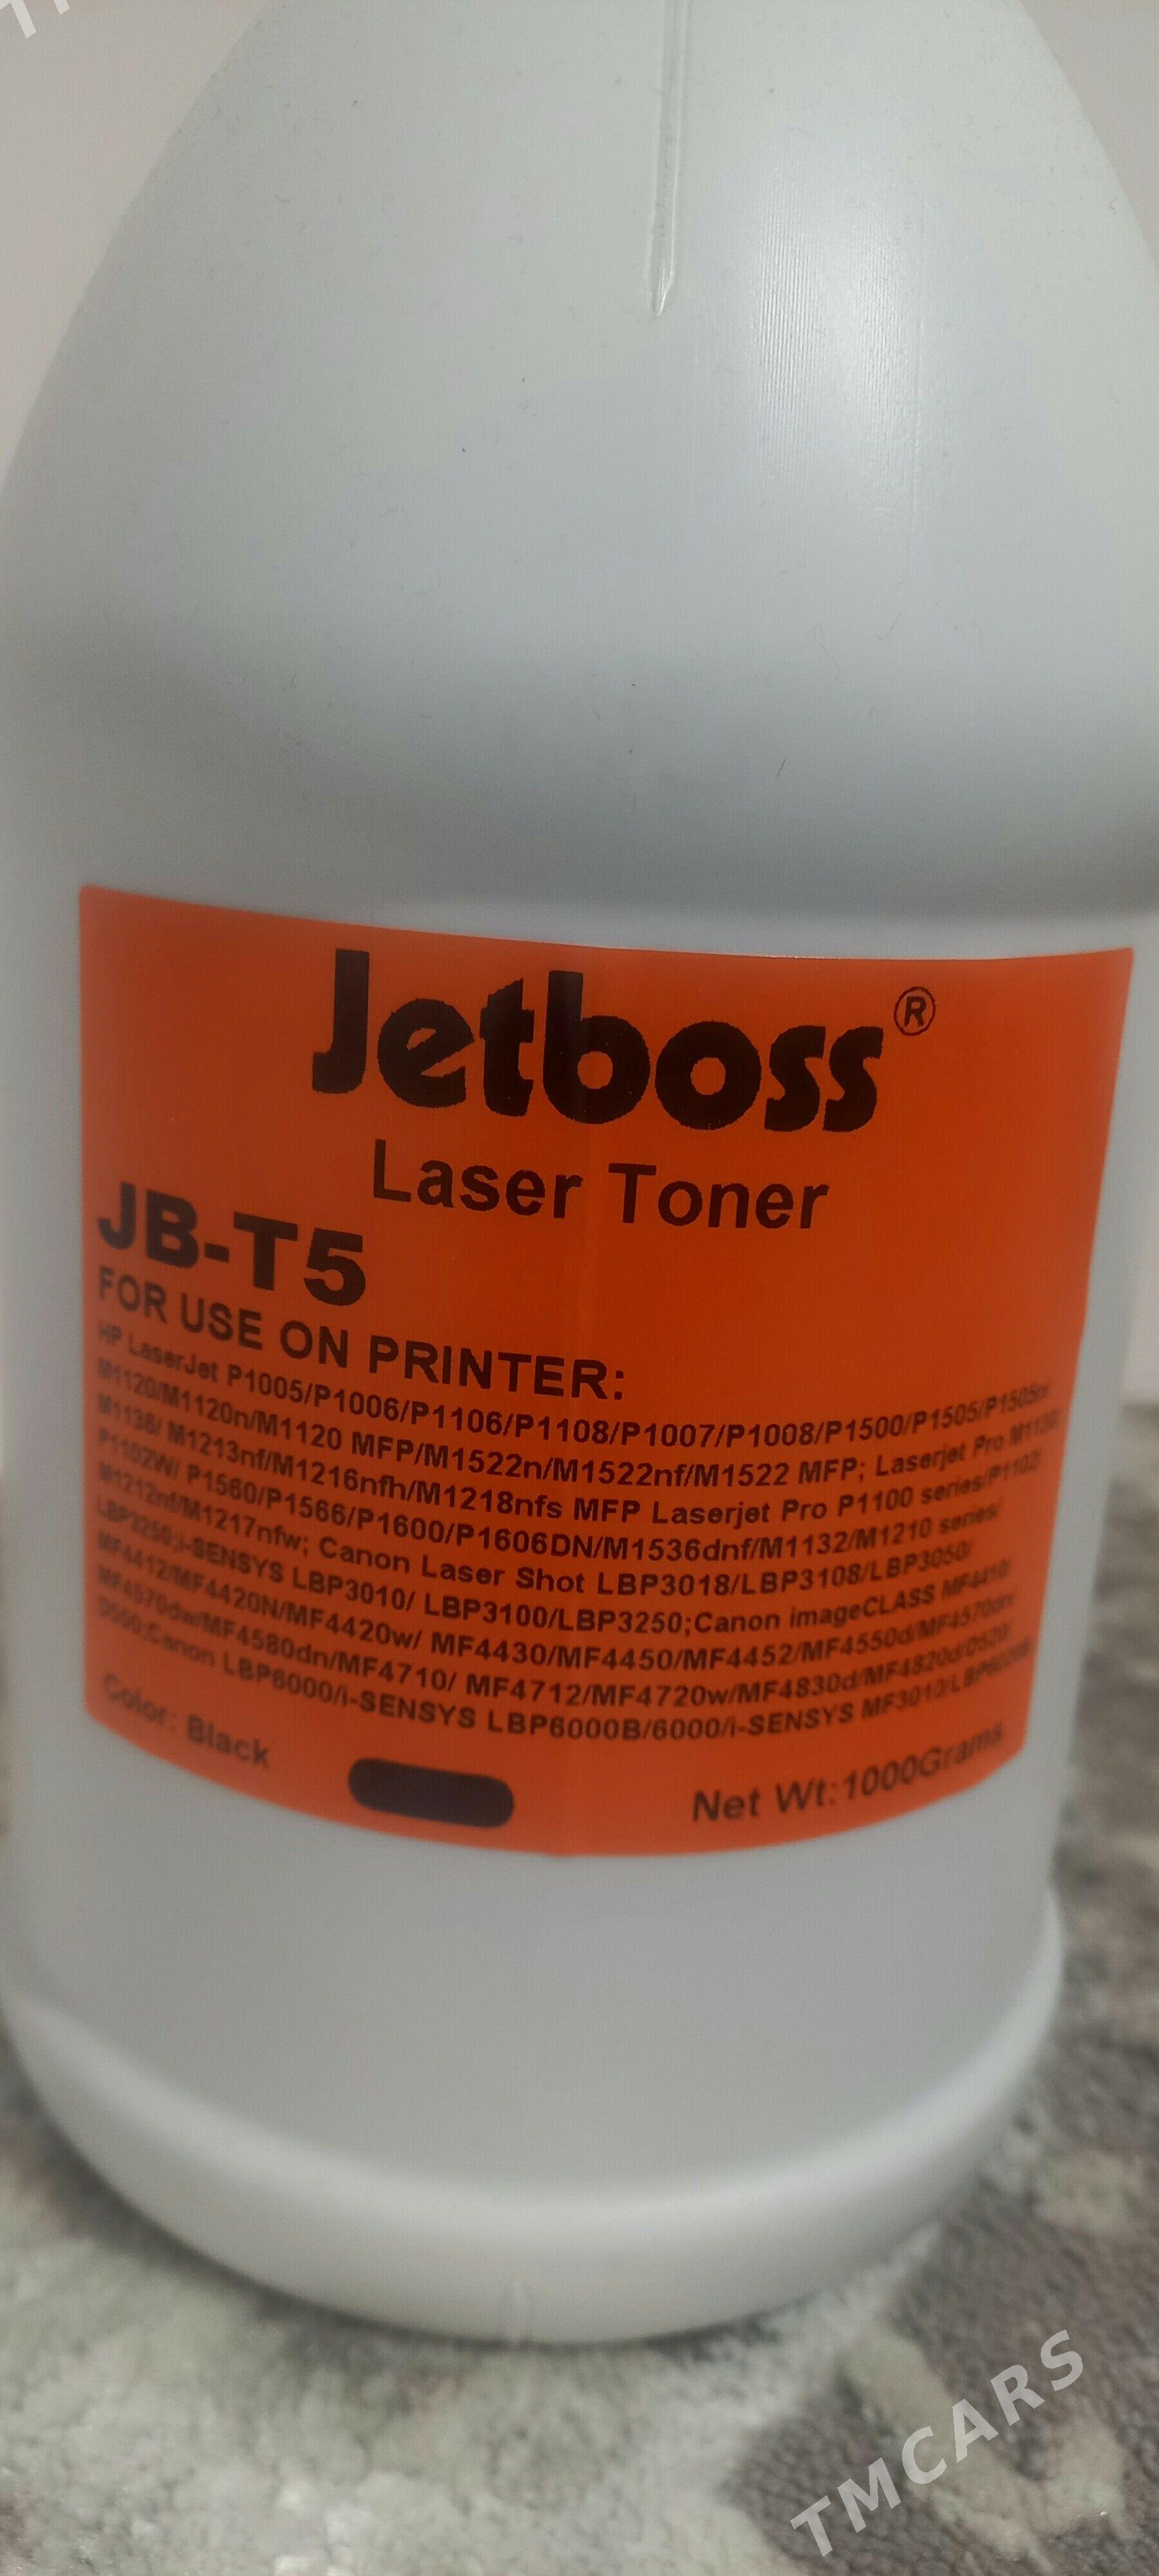 Jetboss®
Laser Toner
JB-T5
FOR USE ON PRINTER:
HP LaserJet P1005/P1006/P1106/P1108/P1007/P1008/P1500/P1505/P1505n/
M1120/M1120n/M1120 MFP/M1522n/M1522nf/M1522 MFP; Laserjet Pro M1130
M1136/ M1213nf/M1216nfh/M1218nfs MFP Laserjet Pro P1100 series/P1102/
P1102W/ P1560/P1566/P1600/P1606DN/M1536dnf/M1132/M1210 series/
M1212nf/M1217nfw; Canon Laser Shot LBP3018/LBP3108/LBP3050/
LBP3250;i-SENSYS LBP3010/ LBP3100/LBP3250;Canon imageCLASS MF4410
MF4412/MF4420N/MF4420w/ MF4430/MF4450/MF4452/MF4550d/MF4570dn
MF4570dw/MF4580dn/MF4710/ MF4712/MF4720w/MF4830d/MF4820d/D520/
D550;Canon LBP6000/i-SENSYS LBP6000B/6000/i-SENSYS MF3010/LBP6020B
Color: Black
Net Wt:1000Grams
TMCARS